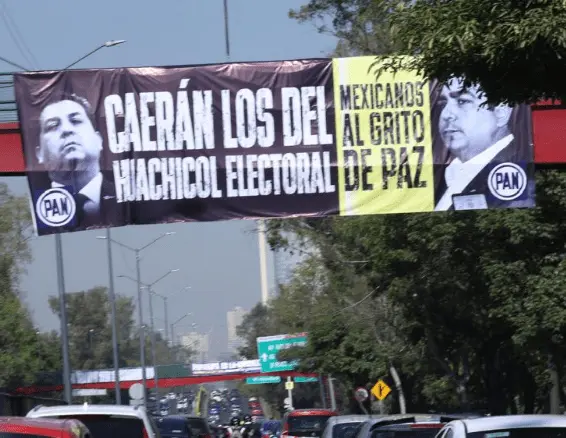 CAERÁN LOS DEL
HUACHICOL ELECTORAL
MEXICANOS
AL GRITO
DE PAZ
PAN
PAN